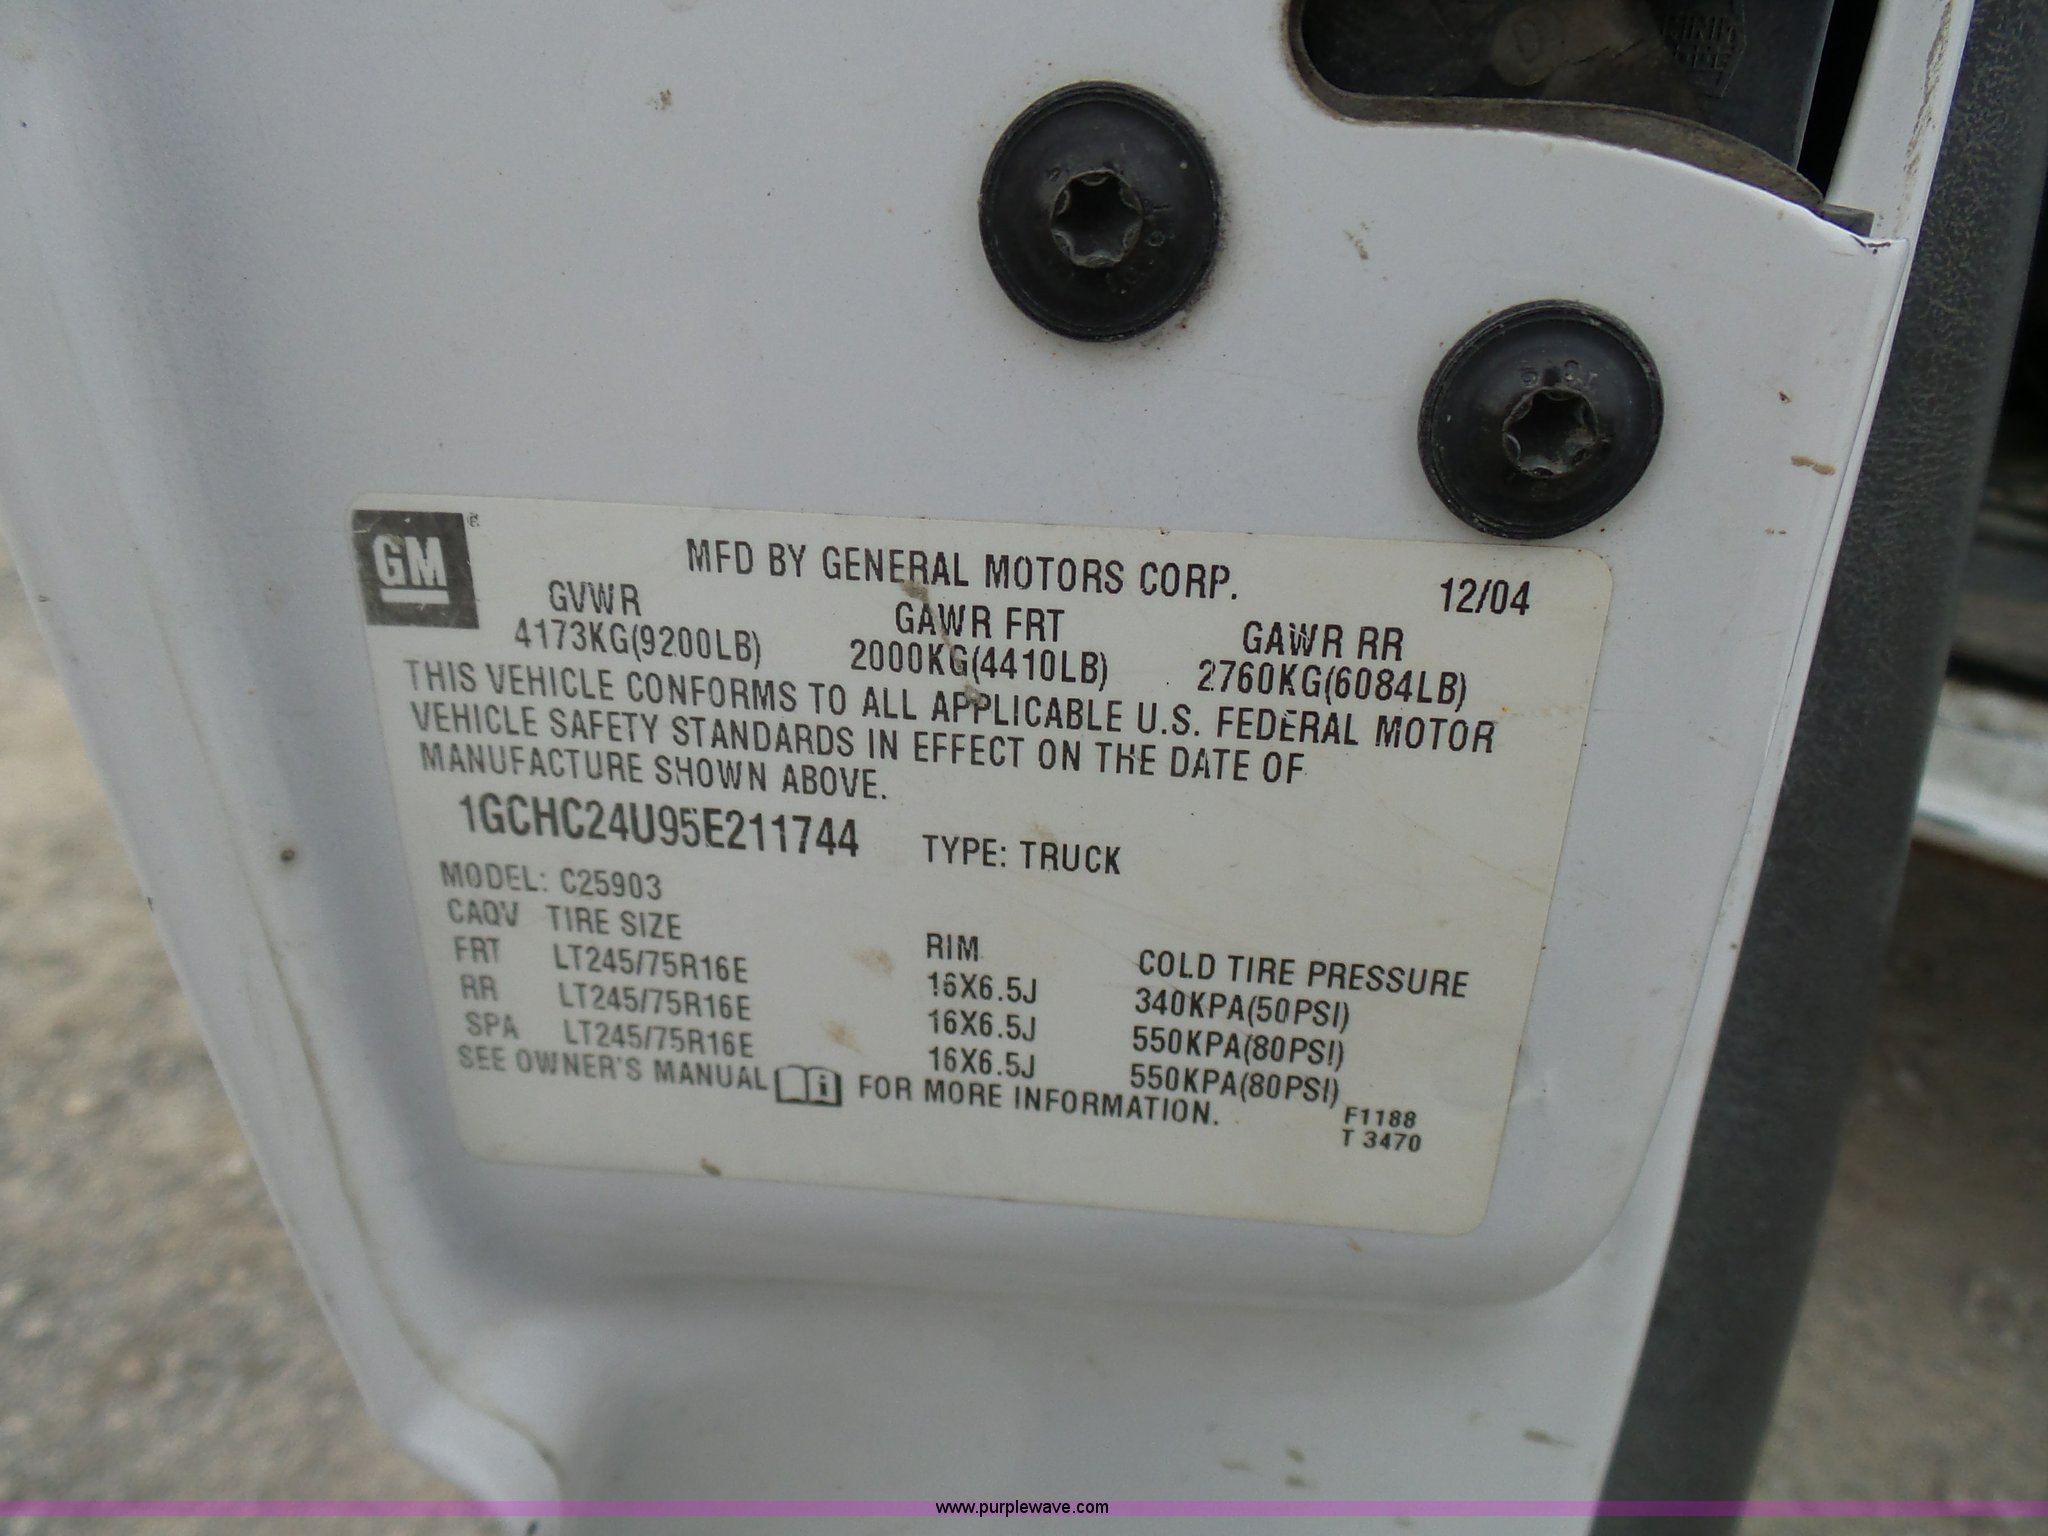 GM
MFD BY GENERAL MOTORS CORP.
12/04
GVWR
GAWR FRT
GAWR RR
4173KG(9200LB)
2000KG(4410LB)
2760KG(6084LB)
THIS VEHICLE CONFORMS TO ALL APPLICABLE U.S. FEDERAL MOTOR
VEHICLE SAFETY STANDARDS IN EFFECT ON THE DATE OF
MANUFACTURE SHOWN ABOVE.
1GCHC24U95E211744 TYPE: TRUCK
MODEL: C25903
CAQV TIRE SIZE RIM COLD TIRE PRESSURE
FRT LT245/75R16E 16X6.5J 340KPA(50PSI)
RR LT245/75R16E 16X6.5J 550KPA(80PSI)
SPA LT245/75R16E 16X6.5J 550KPA(80PSI)
SEE OWNER'S MANUAL i FOR MORE INFORMATION.
F1188
T 3470
www.purplewave.com